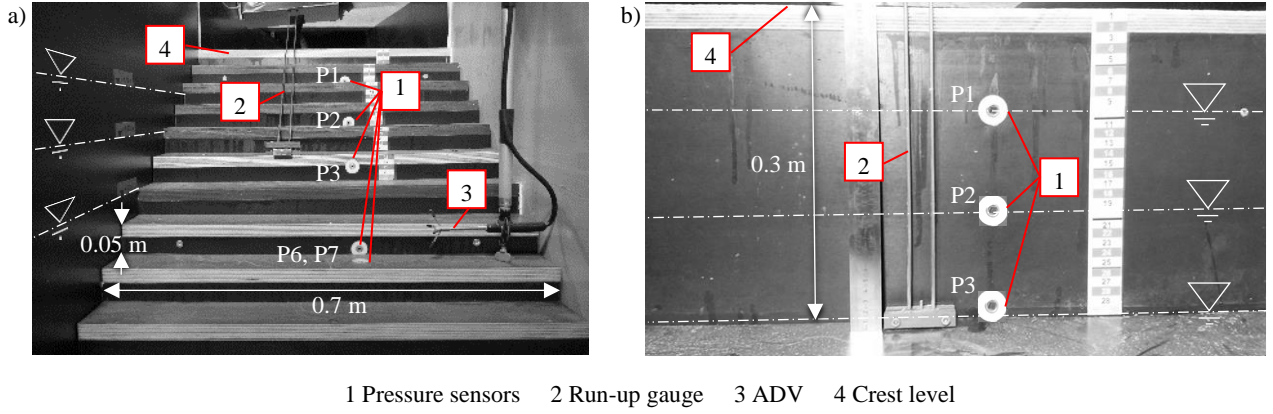 a)
4
2
P1
1
P2
P3
3
0.05 m
P6, P7
0.7 m
b)
4
P1
0.3 m
2
1
P2
P3
1 Pressure sensors 2 Run-up gauge 3 ADV 4 Crest level